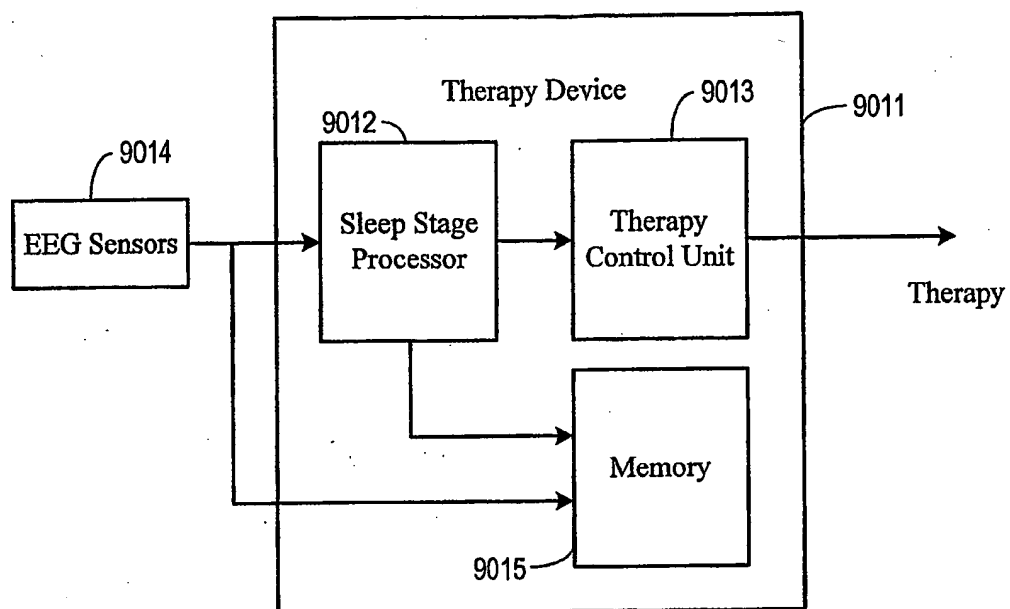 Therapy Device
9013
9011
9012
9014
EEG Sensors
Sleep Stage
Processor
Therapy
Control Unit
Therapy
Memory
9015